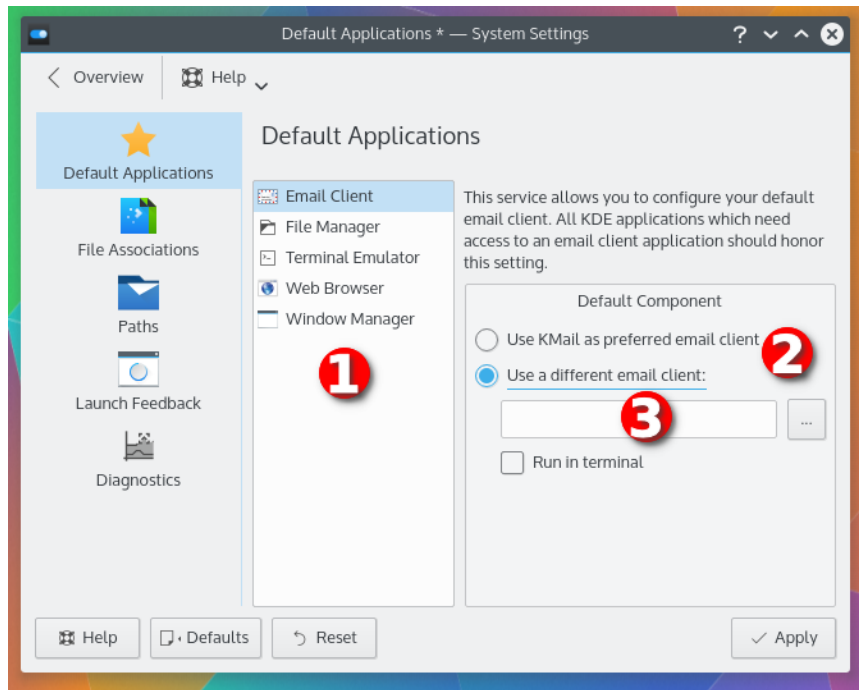 Default Applications * — System Settings
Overview
Help
Default Applications
File Associations
Paths
Launch Feedback
Diagnostics
Default Applications
Email Client
File Manager
Terminal Emulator
Web Browser
Window Manager
1
This service allows you to configure your default
email client. All KDE applications which need
access to an email client application should honor
this setting.
Default Component
Use KMail as preferred email client
2
Use a different email client:
3
...
Run in terminal
Help
Defaults
Reset
Apply